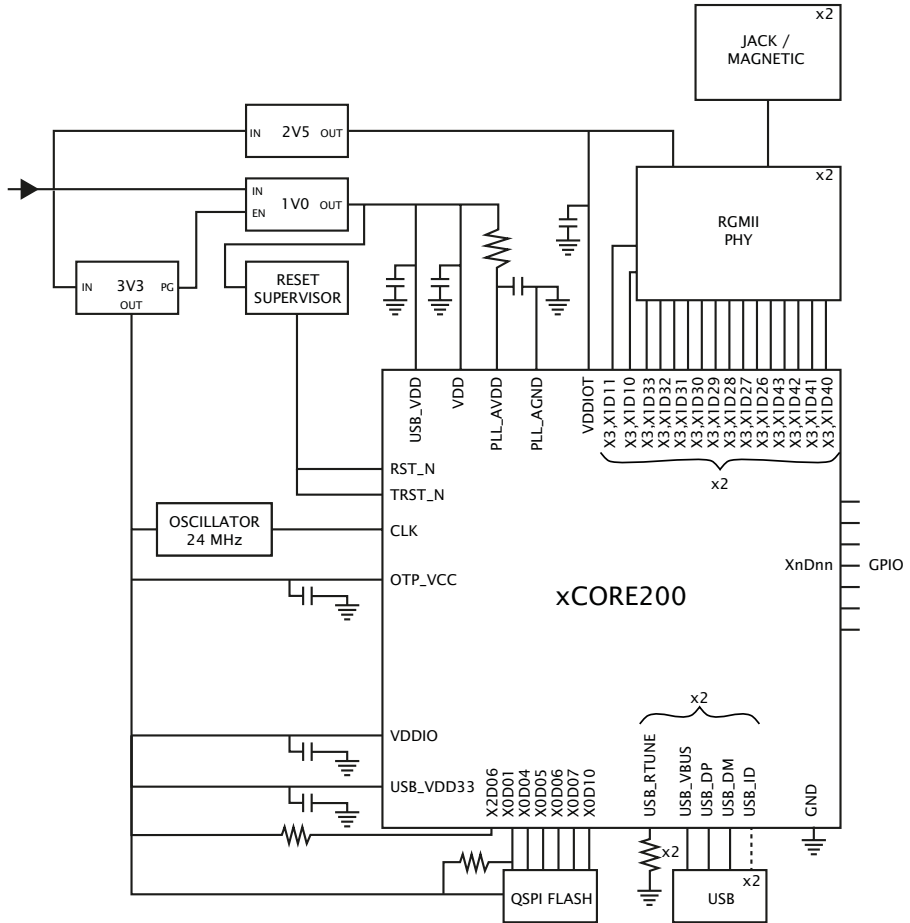 x2
JACK /
MAGNETIC
IN 2V5 OUT
x2
RGMII
PHY
IN
1V0 OUT
EN
IN 3V3 PG
OUT
RESET
SUPERVISOR
USB_VDD
VDD
PLL_AVDD
PLL_AGND
VDDIOT
X3,X1D11
X3,X1D10
X3,X1D33
X3,X1D32
X3,X1D31
X3,X1D30
X3,X1D29
X3,X1D28
X3,X1D27
X3,X1D26
X3,X1D43
X3,X1D42
X3,X1D41
X3,X1D40
x2
RST_N
TRST_N
OSCILLATOR
24 MHz
CLK
XnDnn GPIO
OTP_VCC
xCORE200
x2
VDDIO
USB_VDD33
X2D06
X0D01
X0D04
X0D05
X0D06
X0D07
X0D10
USB_RTUNE
USB_VBUS
USB_DP
USB_DM
USB_ID
GND
x2
QSPI FLASH
x2
USB